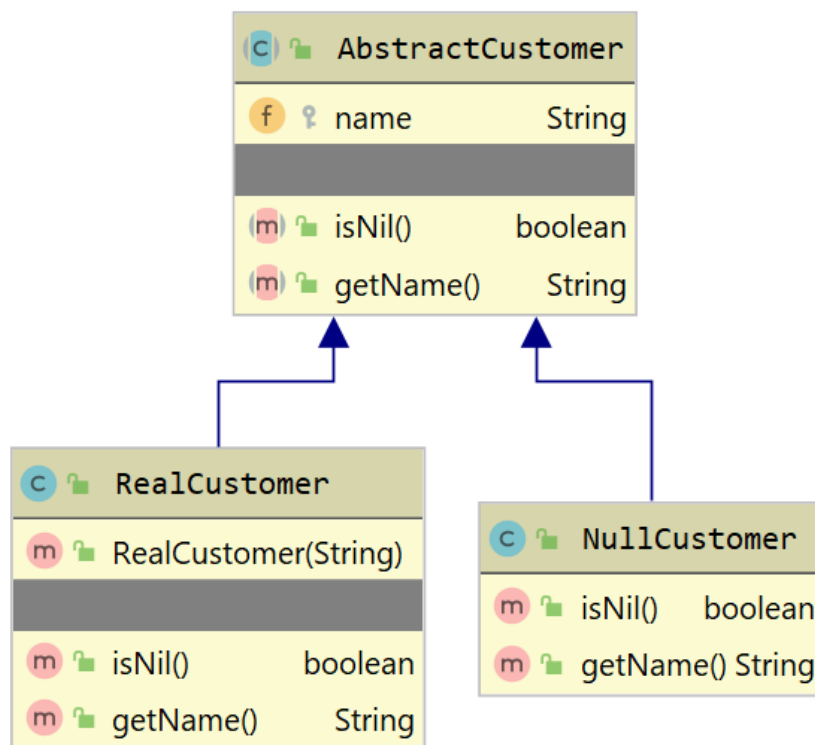 C AbstractCustomer
f name String
m isNil() boolean
m getName() String
C RealCustomer
m RealCustomer(String)
m isNil() boolean
m getName() String
C NullCustomer
m isNil() boolean
m getName() String